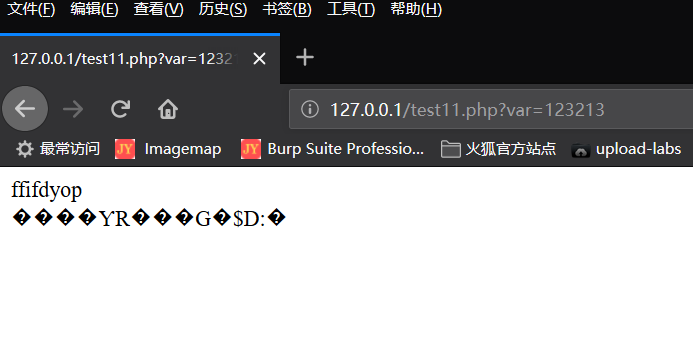 文件(F) 编辑(E) 查看(V) 历史(S) 书签(B) 工具(T) 帮助(H)
127.0.0.1/test11.php?var=1232
127.0.0.1/test11.php?var=123213
最常访问 JY Imagemap JY Burp Suite Professio... 火狐官方站点 upload-labs
ffifdyop
����YR���G�$D:�